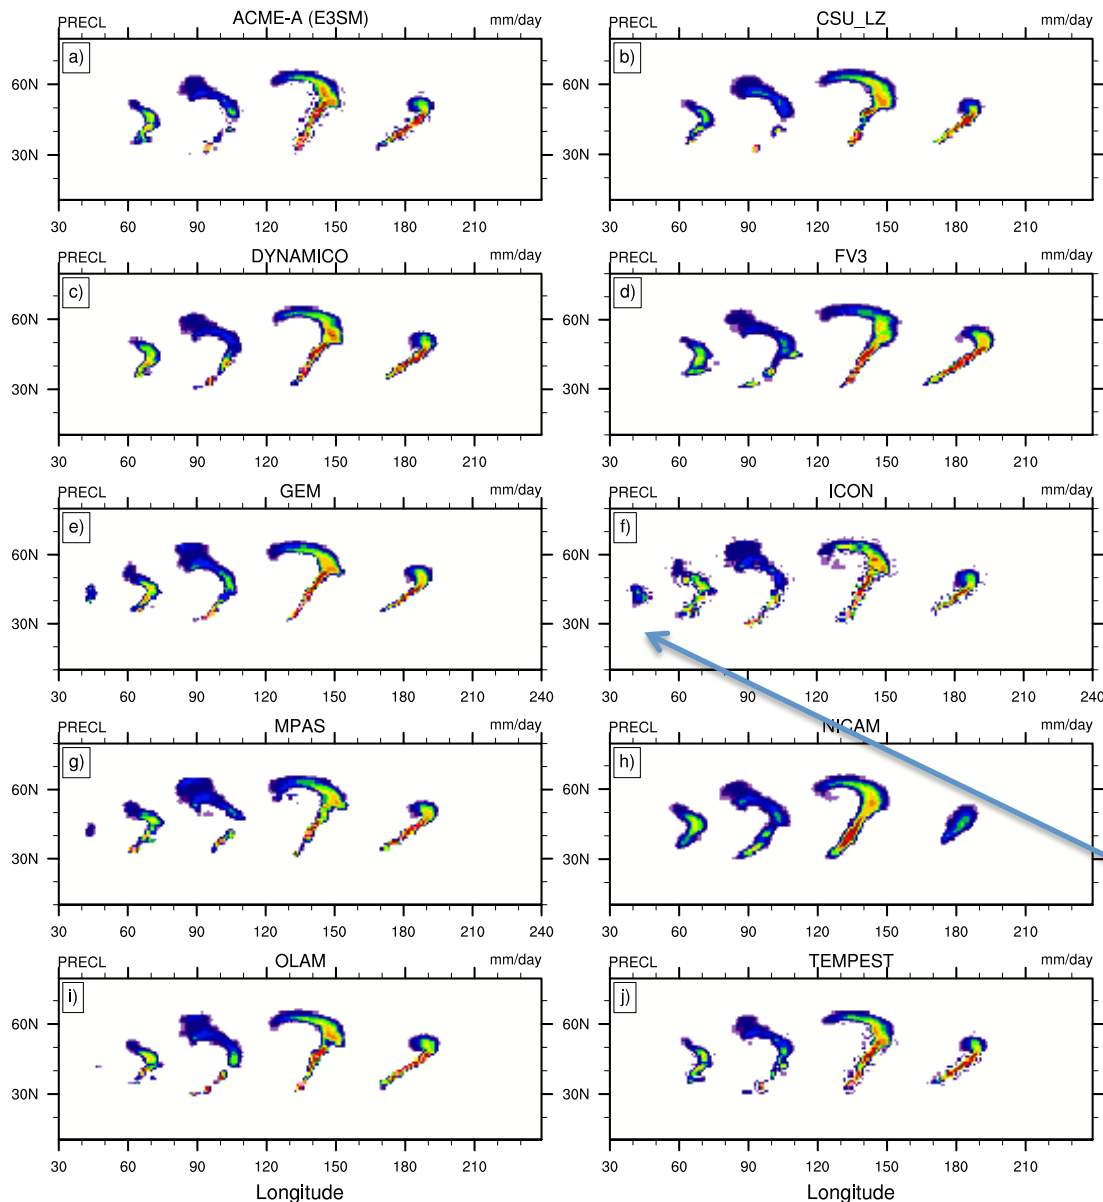 PRECL ACME-A (E3SM) mm/day PRECL CSU_LZ mm/day
a) b)
60N 60N
30N 30N
30 60 90 120 150 180 210 30 60 90 120 150 180 210
PRECL DYNAMICO mm/day PRECL FV3 mm/day
c) d)
60N 60N
30N 30N
30 60 90 120 150 180 210 30 60 90 120 150 180 210
PRECL GEM mm/day PRECL ICON mm/day
e) f)
60N 60N
30N 30N
30 60 90 120 150 180 210 240 30 60 90 120 150 180 210 240
PRECL MPAS mm/day PRECL NICAM mm/day
g) h)
60N 60N
30N 30N
30 60 90 120 150 180 210 240 30 60 90 120 150 180 210
PRECL OLAM mm/day PRECL TEMPEST mm/day
i) j)
60N 60N
30N 30N
30 60 90 120 150 180 210 30 60 90 120 150 180 210
Longitude Longitude